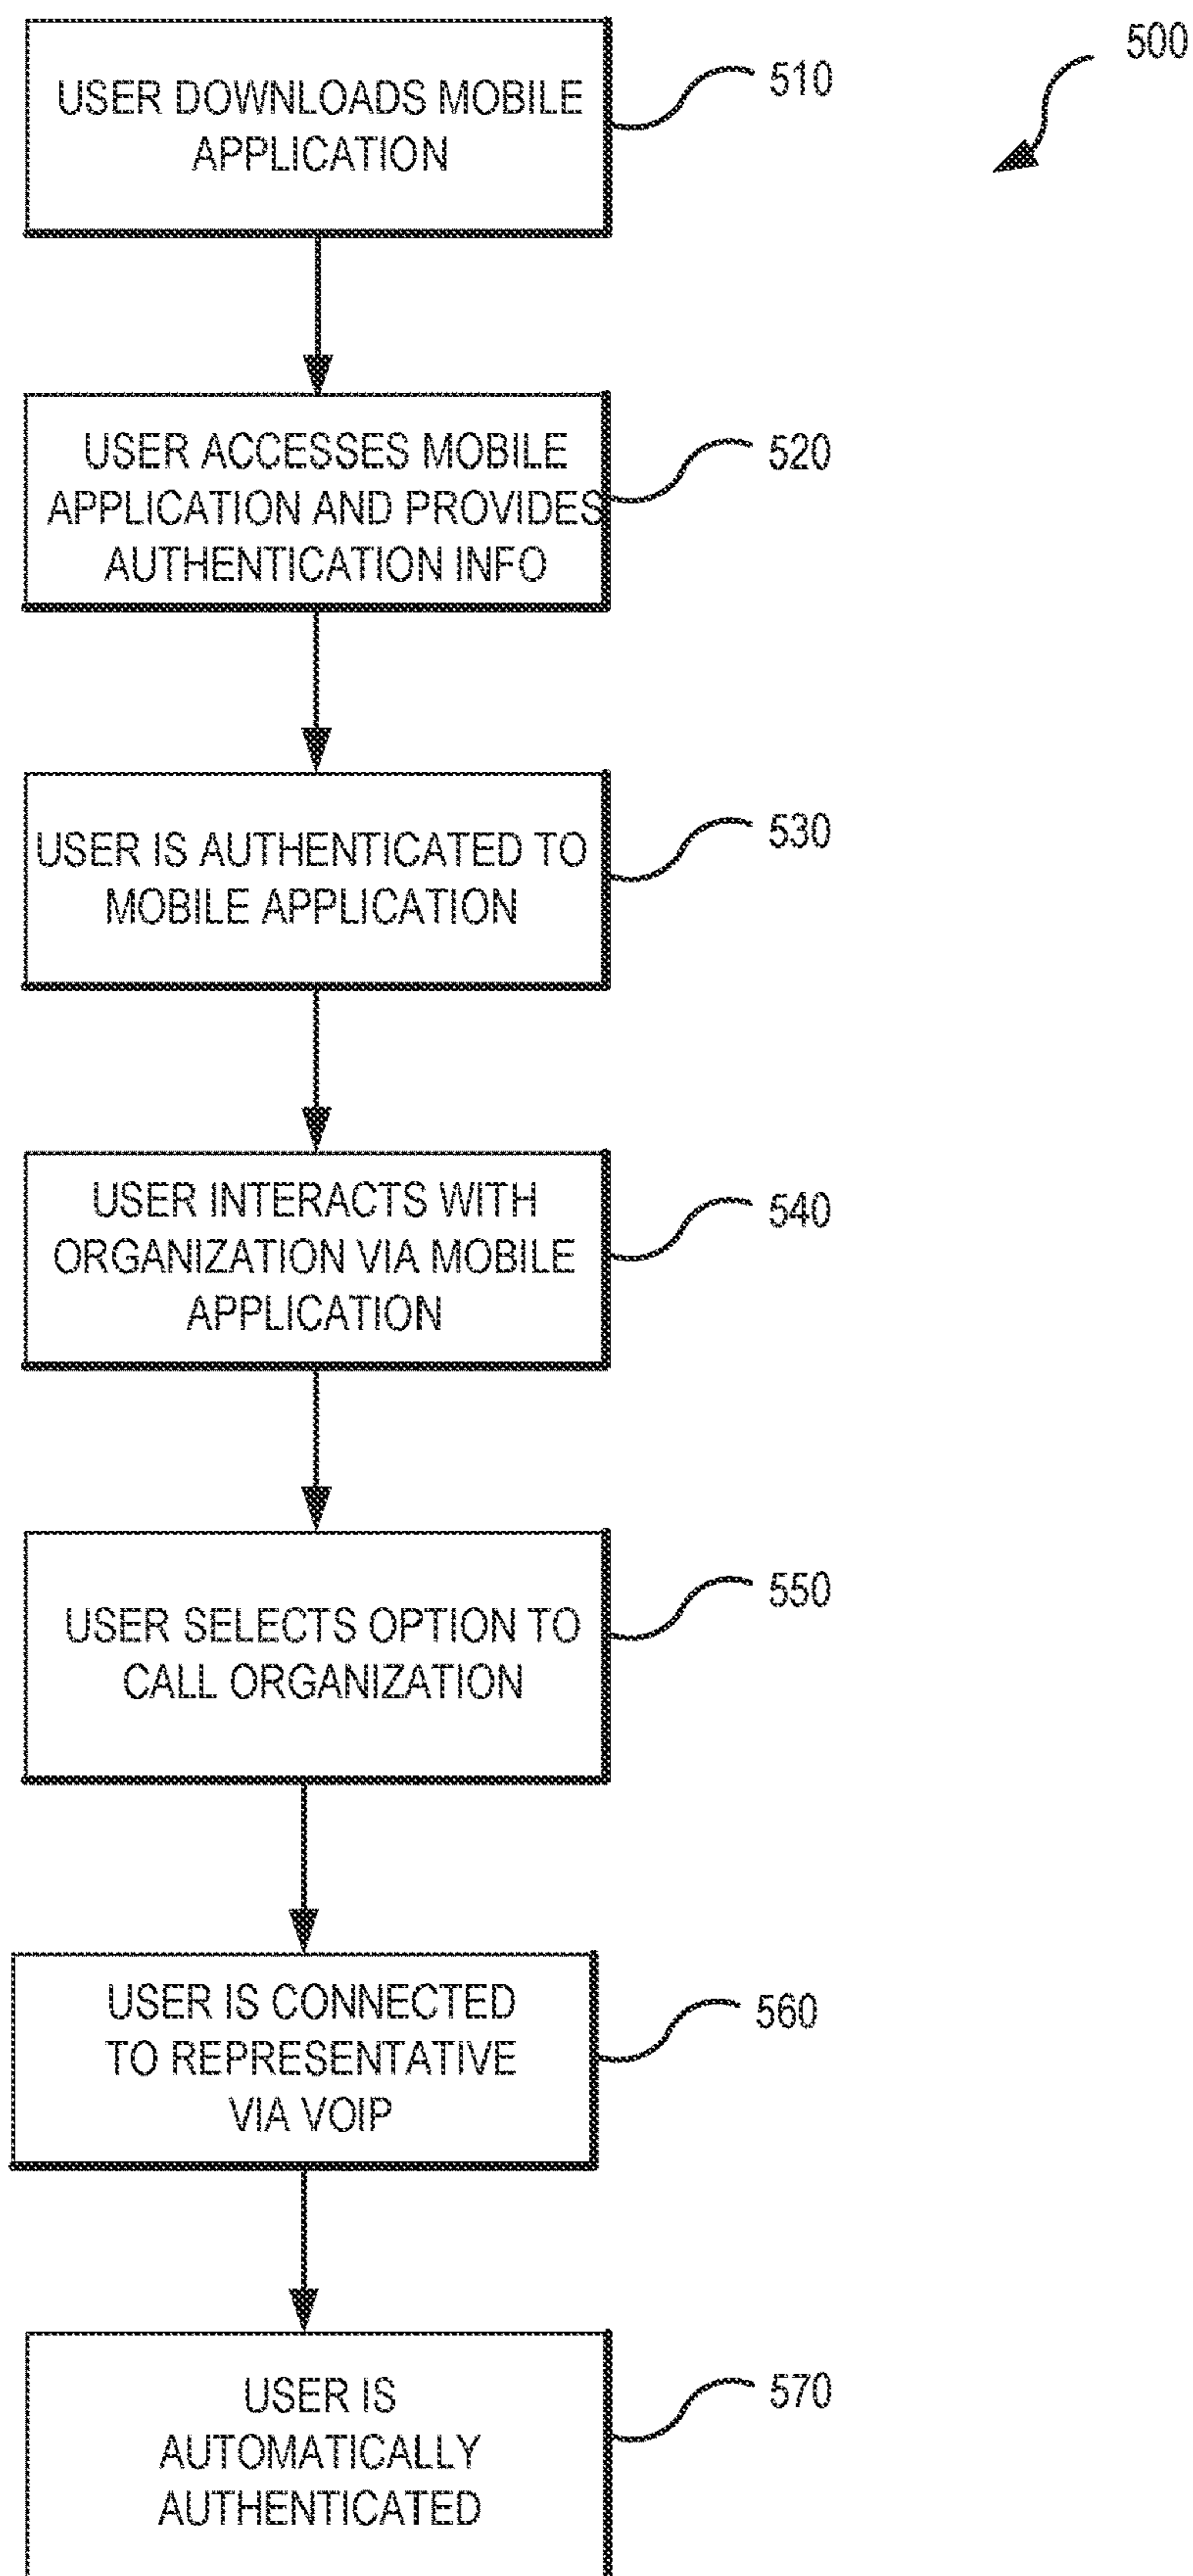 500
USER DOWNLOADS MOBILE
APPLICATION
510
USER ACCESSES MOBILE
APPLICATION AND PROVIDES
AUTHENTICATION INFO
520
USER IS AUTHENTICATED TO
MOBILE APPLICATION
530
USER INTERACTS WITH
ORGANIZATION VIA MOBILE
APPLICATION
540
USER SELECTS OPTION TO
CALL ORGANIZATION
550
USER IS CONNECTED
TO REPRESENTATIVE
VIA VOIP
560
USER IS
AUTOMATICALLY
AUTHENTICATED
570